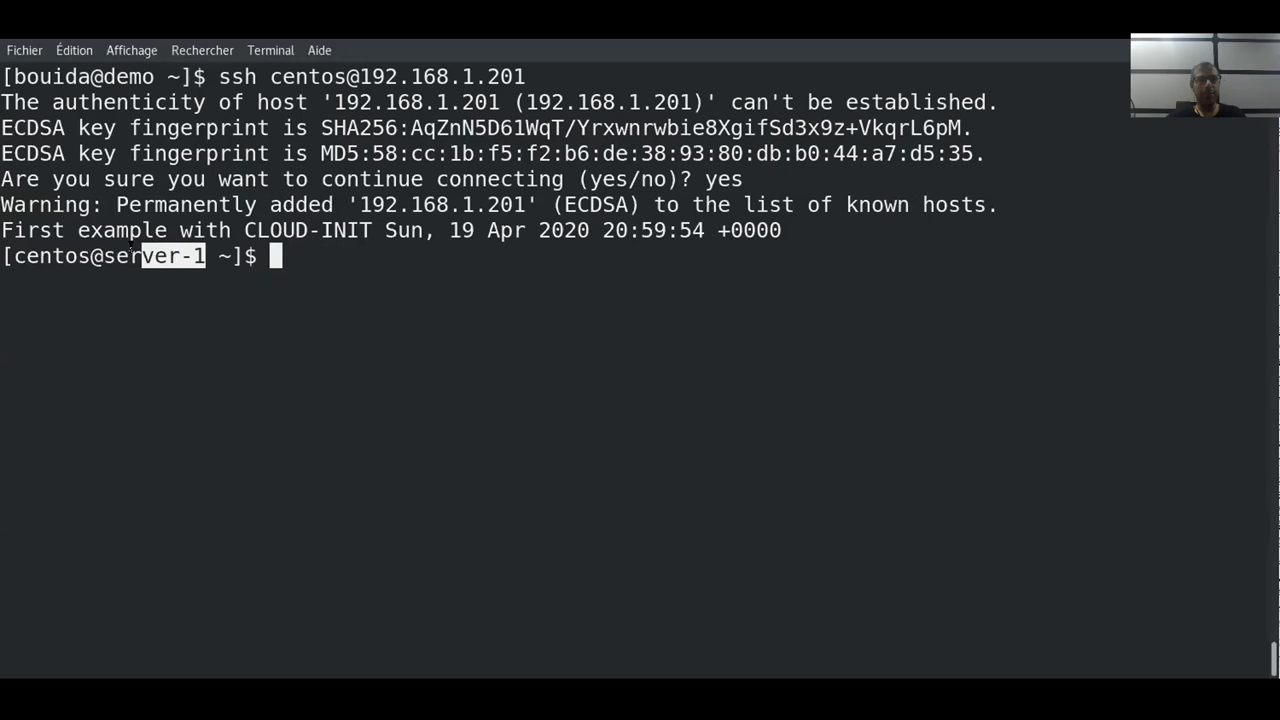 Fichier Édition Affichage Rechercher Terminal Aide
[bouida@demo ~]$ ssh centos@192.168.1.201
The authenticity of host '192.168.1.201 (192.168.1.201)' can't be established.
ECDSA key fingerprint is SHA256:AqZnN5D61WqT/Yrxwnrwbie8XgifSd3x9z+VkqrL6pM.
ECDSA key fingerprint is MD5:58:cc:1b:f5:f2:b6:de:38:93:80:db:b0:44:a7:d5:35.
Are you sure you want to continue connecting (yes/no)? yes
Warning: Permanently added '192.168.1.201' (ECDSA) to the list of known hosts.
First example with CLOUD-INIT Sun, 19 Apr 2020 20:59:54 +0000
[centos@server-1 ~]$